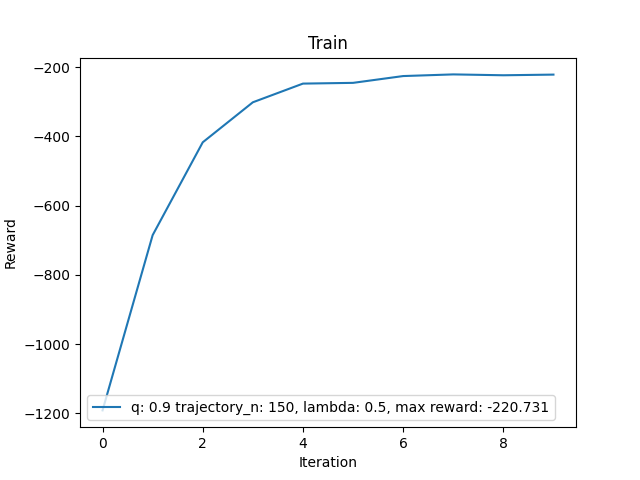 Train
Reward
−200
−400
−600
−800
−1000
−1200
q: 0.9 trajectory_n: 150, lambda: 0.5, max reward: -220.731
0 2 4 6 8
Iteration